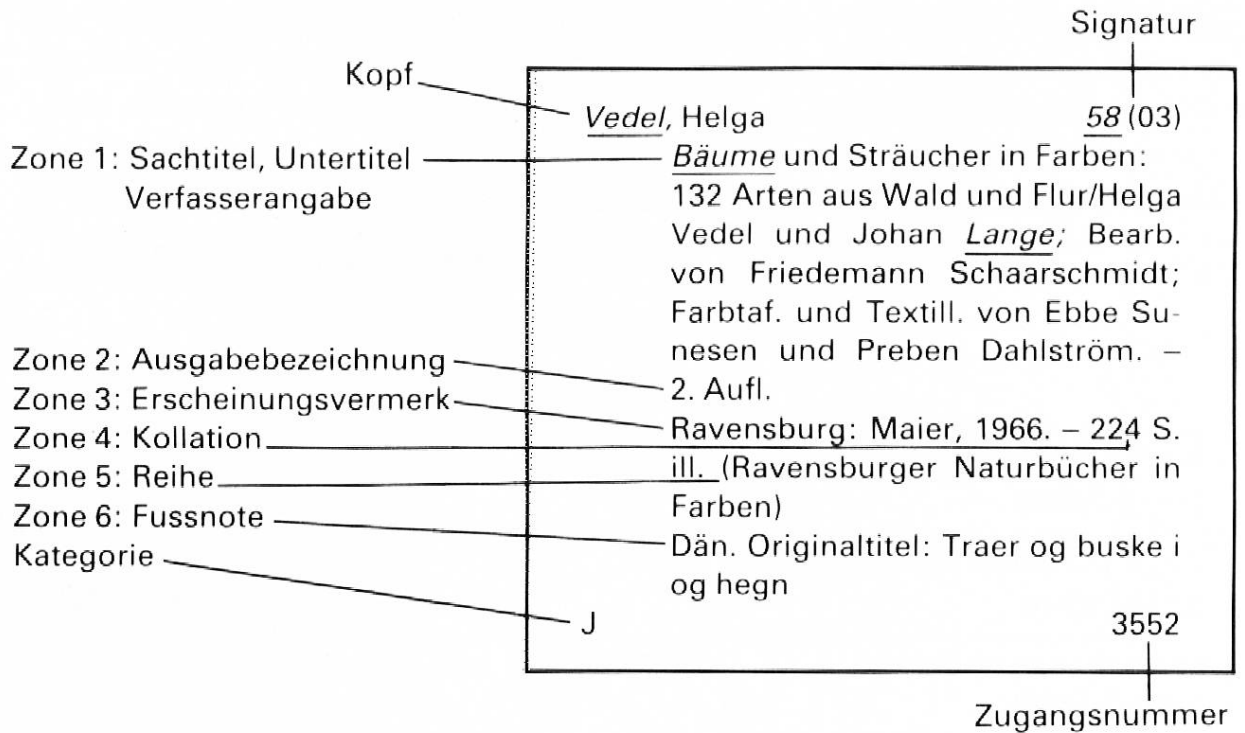 Signatur
Kopf
Vedel, Helga 58 (03)
Zone 1: Sachtitel, Untertitel
Verfasserangabe
Bäume und Sträucher in Farben:
132 Arten aus Wald und Flur/Helga
Vedel und Johan Lange; Bearb.
von Friedemann Schaarschmidt;
Farbtaf. und Textill. von Ebbe Su-
nesen und Preben Dahlström. –
2. Aufl.
Ravensburg: Maier, 1966. – 224 S.
ill. (Ravensburger Naturbücher in
Farben)
Dän. Originaltitel: Traer og buske i
og hegn
J 3552
Zone 2: Ausgabebezeichnung
Zone 3: Erscheinungsvermerk
Zone 4: Kollation
Zone 5: Reihe
Zone 6: Fussnote
Kategorie
Zugangsnummer